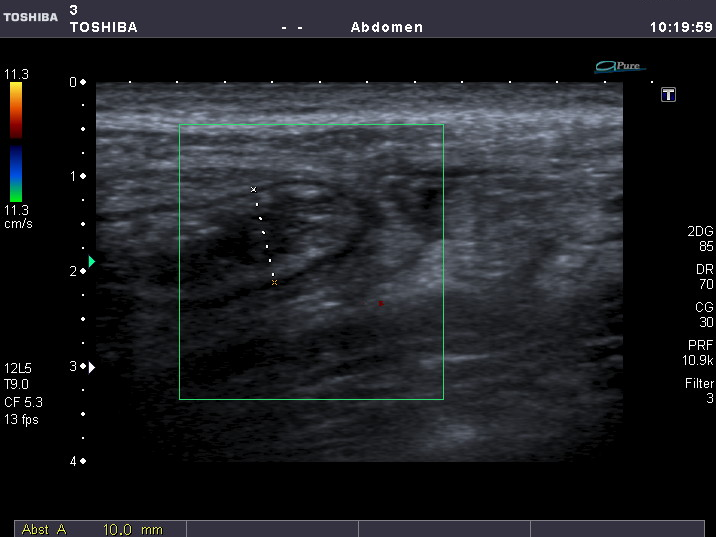 TOSHIBA
3
TOSHIBA - - Abdomen 10:19:59
Pure
T
11.3
11.3
cm/s
0
1
2
3
4
2DG
85
DR
70
CG
30
PRF
10.9k
Filter
3
12L5
T9.0
CF 5.3
13 fps
Abst A 10.0 mm